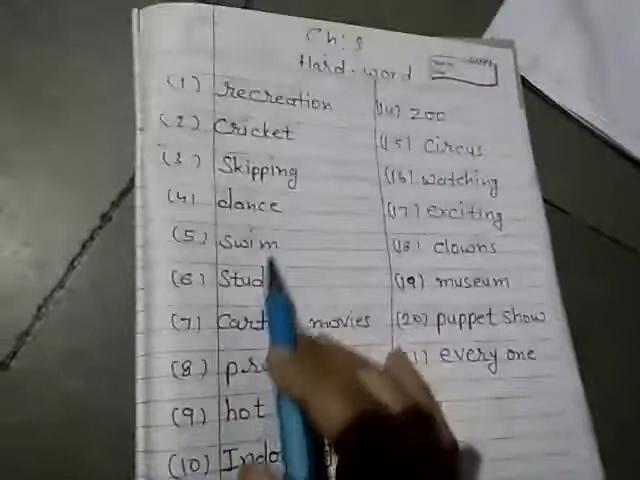 Ch: 8
Hard-word
(1) recreation
(2) Cricket
(3) Skipping
(4) dance
(5) swim
(6) Stud
(7) Cart movies
(8)
(9) hot
(10) Indo
(14) zoo
(15) circus
(16) watching
(17) exciting
(18) clowns
(19) museum
(20) puppet show
every one